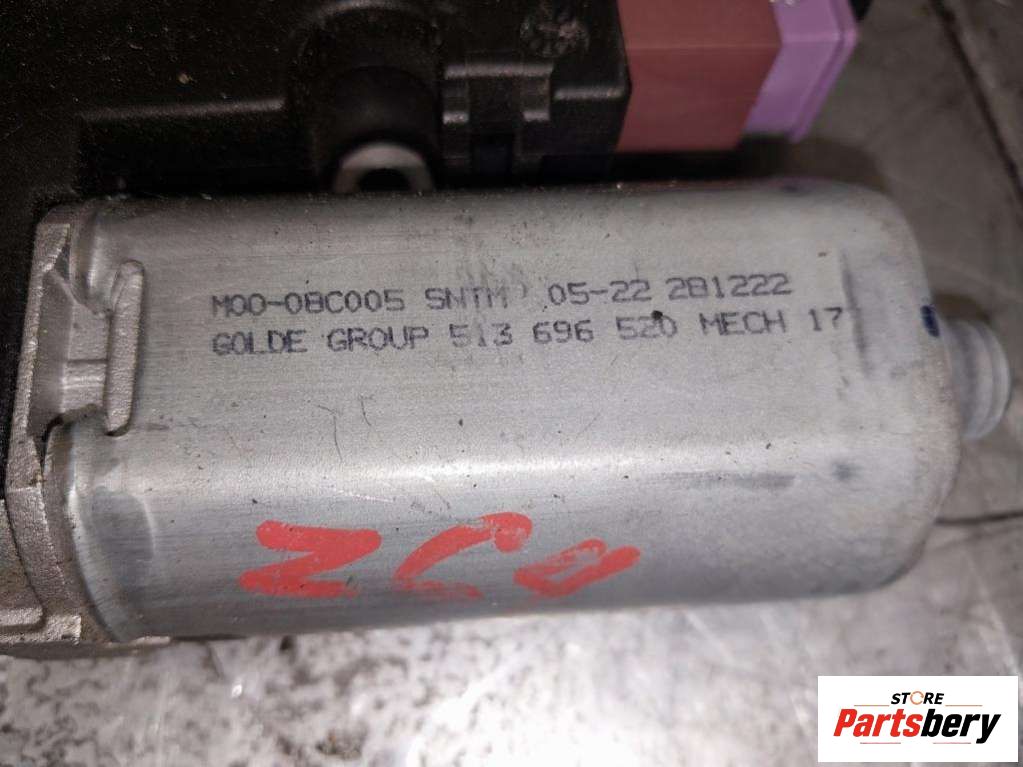 M00-08C005 SNTM 05-22 281222
GOLDE GROUP 513 696 520 MECH 17
STORE
Partsbery